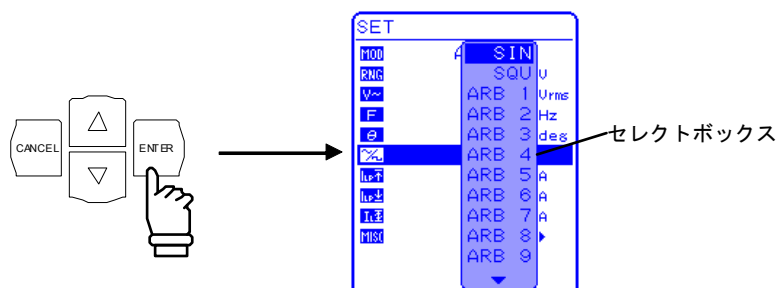 SET
CANCEL
ENTER
MOD A SIN
RNG SQU V
V~ ARB 1 Vrms
F ARB 2 Hz
θ ARB 3 deg
ARB 4
セレクトボックス
ARB 5 A
ARB 6 A
ARB 7 A
MISC ARB 8
ARB 9